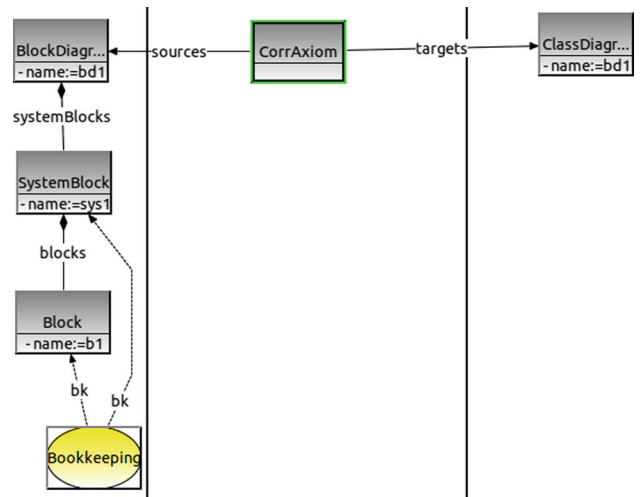 BlockDiagr...
- name:=bd1
sources
CorrAxiom
targets
ClassDiagr...
- name:=bd1
systemBlocks
SystemBlock
- name:=sys1
blocks
Block
- name:=b1
bk
bk
Bookkeeping